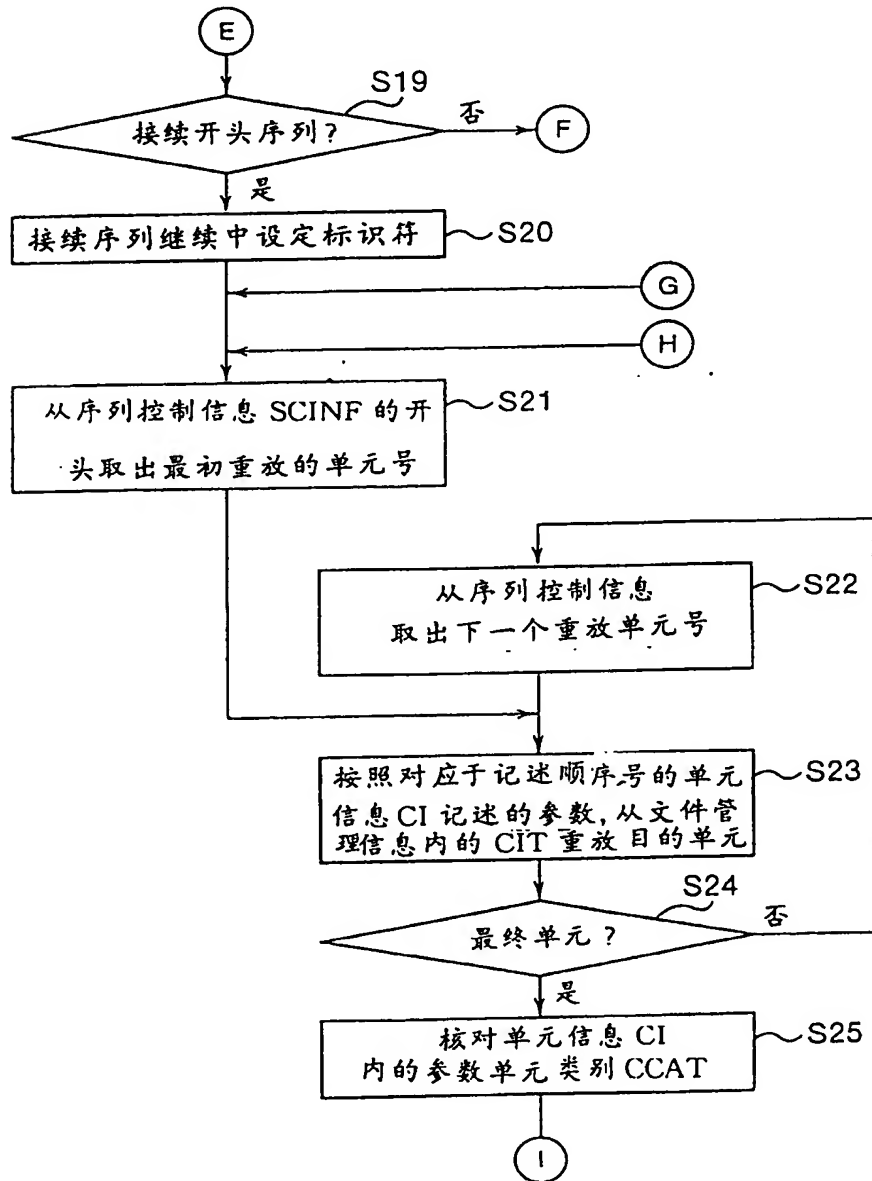 E
S19
接续开头序列?
否
F
是
接续序列继续中设定标识符
S20
G
H
从序列控制信息 SCINF 的开
头取出最初重放的单元号
S21
从序列控制信息
取出下一个重放单元号
S22
按照对应于记述顺序号的单元
信息 CI 记述的参数,从文件管
理信息内的 CIT 重放目的单元
S23
S24
最终单元?
否
是
核对单元信息 CI
内的参数单元类别 CCAT
S25
I